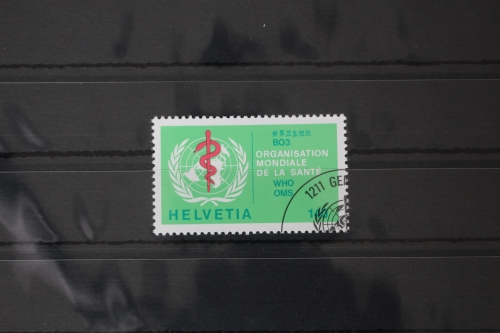 世界卫生组织
ВОЗ
ORGANISATION
MONDIALE
DE LA SANTÉ
WHO
OMS
HELVETIA
1211 GE